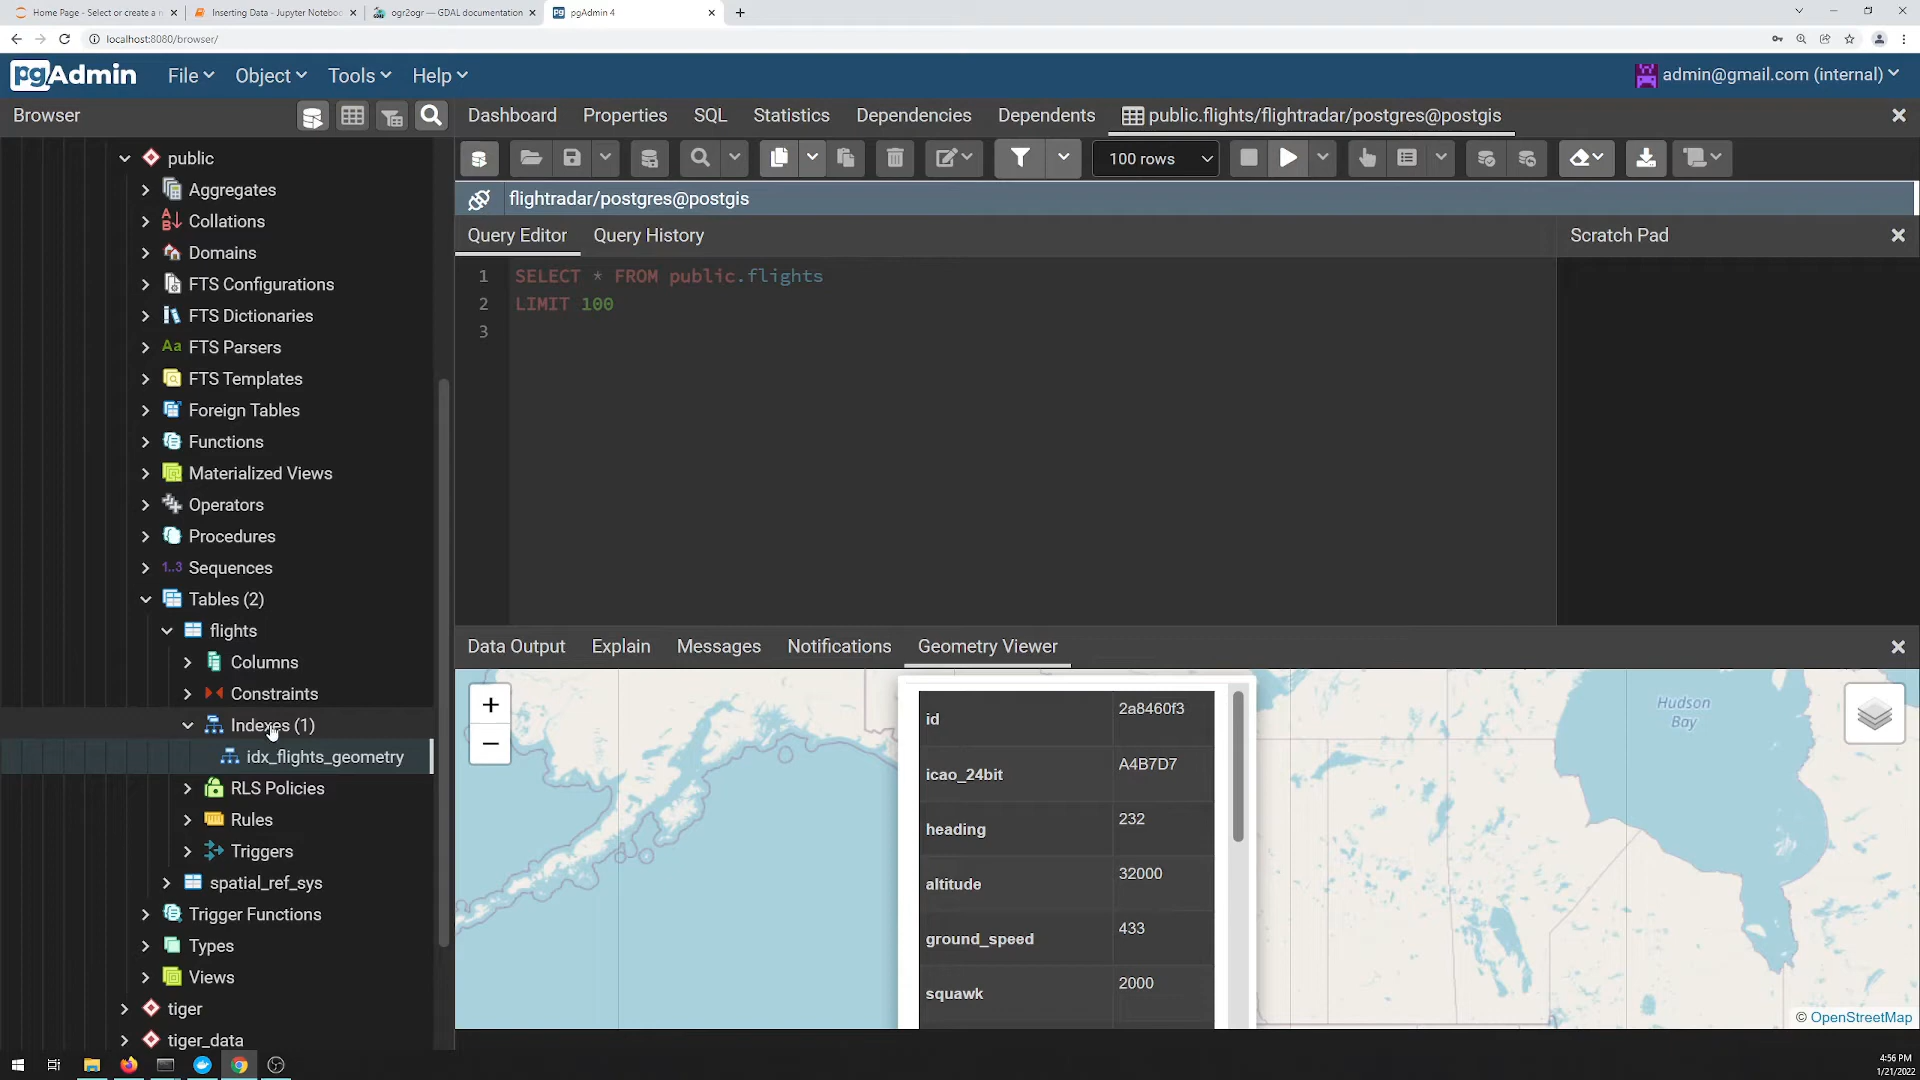 Home Page - Select or create a n
Inserting Data - Jupyter Noteboo
ogr2ogr — GDAL documentation
pgAdmin 4
localhost:8080/browser/
pgAdmin
File
Object
Tools
Help
admin@gmail.com (internal)
Browser
Dashboard
Properties
SQL
Statistics
Dependencies
Dependents
public.flights/flightradar/postgres@postgis
100 rows
flightradar/postgres@postgis
Query Editor
Query History
Scratch Pad
1 SELECT * FROM public.flights
2 LIMIT 100
3
public
Aggregates
Collations
Domains
FTS Configurations
FTS Dictionaries
Aa FTS Parsers
FTS Templates
Foreign Tables
Functions
Materialized Views
Operators
Procedures
1..3 Sequences
Tables (2)
flights
Columns
Constraints
Indexes (1)
idx_flights_geometry
RLS Policies
Rules
Triggers
spatial_ref_sys
Trigger Functions
Types
Views
tiger
tiger_data
Data Output
Explain
Messages
Notifications
Geometry Viewer
+
−
id 2a8460f3
icao_24bit A4B7D7
heading 232
altitude 32000
ground_speed 433
squawk 2000
Hudson
Bay
© OpenStreetMap
4:56 PM
1/21/2022